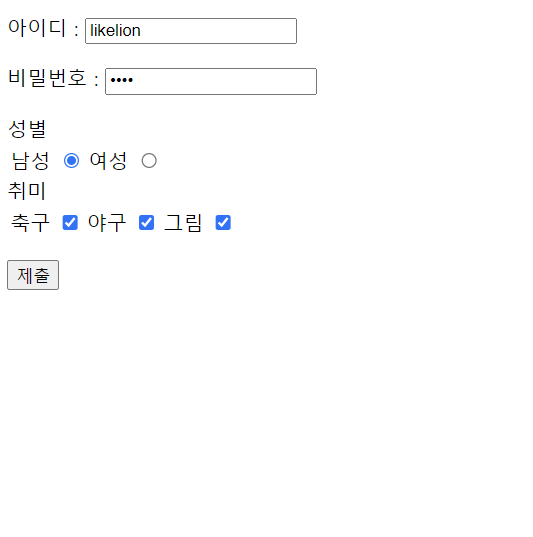 아이디 : likelion
비밀번호 : ••••
성별
남성 여성
취미
축구 야구 그림
제출